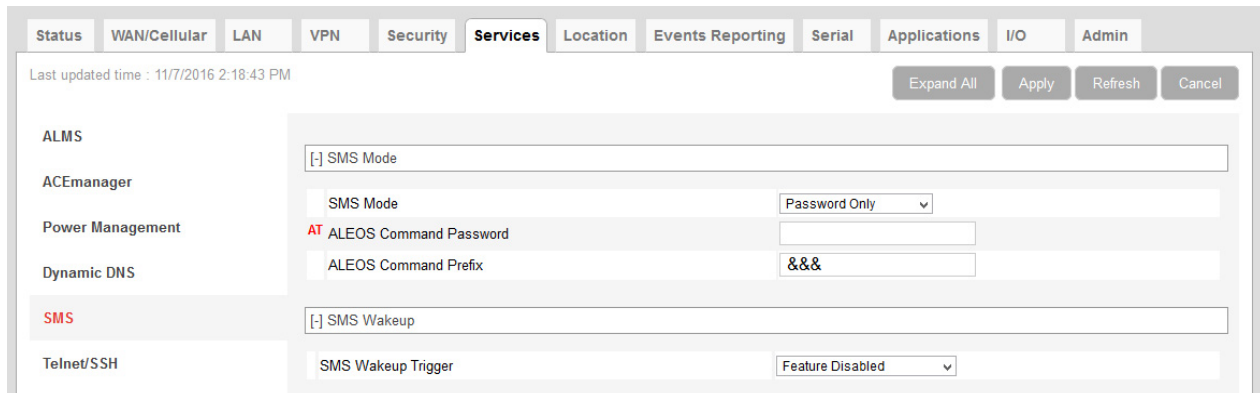 Status WAN/Cellular LAN VPN Security Services Location Events Reporting Serial Applications I/O Admin
Last updated time : 11/7/2016 2:18:43 PM
Expand All Apply Refresh Cancel
ALMS
[-] SMS Mode
ACEmanager
SMS Mode Password Only
Power Management
AT ALEOS Command Password
ALEOS Command Prefix &&&
Dynamic DNS
SMS
[-] SMS Wakeup
Telnet/SSH
SMS Wakeup Trigger Feature Disabled